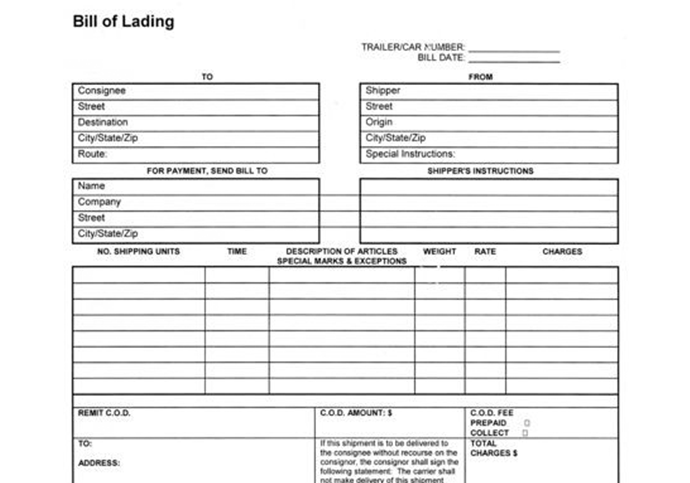 Bill of Lading
TRAILER/CAR NUMBER:
BILL DATE:
TO
Consignee
Street
Destination
City/State/Zip
Route:
FROM
Shipper
Street
Origin
City/State/Zip
Special Instructions:
FOR PAYMENT, SEND BILL TO
Name
Company
Street
City/State/Zip
SHIPPER'S INSTRUCTIONS
NO. SHIPPING UNITS TIME DESCRIPTION OF ARTICLES WEIGHT RATE CHARGES
SPECIAL MARKS & EXCEPTIONS
REMIT C.O.D.
C.O.D. AMOUNT: $
C.O.D. FEE
PREPAID
COLLECT
TO:
ADDRESS:
If this shipment is to be delivered to
the consignee without recourse on the
consignor, the consignor shall sign the
following statement: The carrier shall
not make delivery of this shipment
TOTAL
CHARGES $